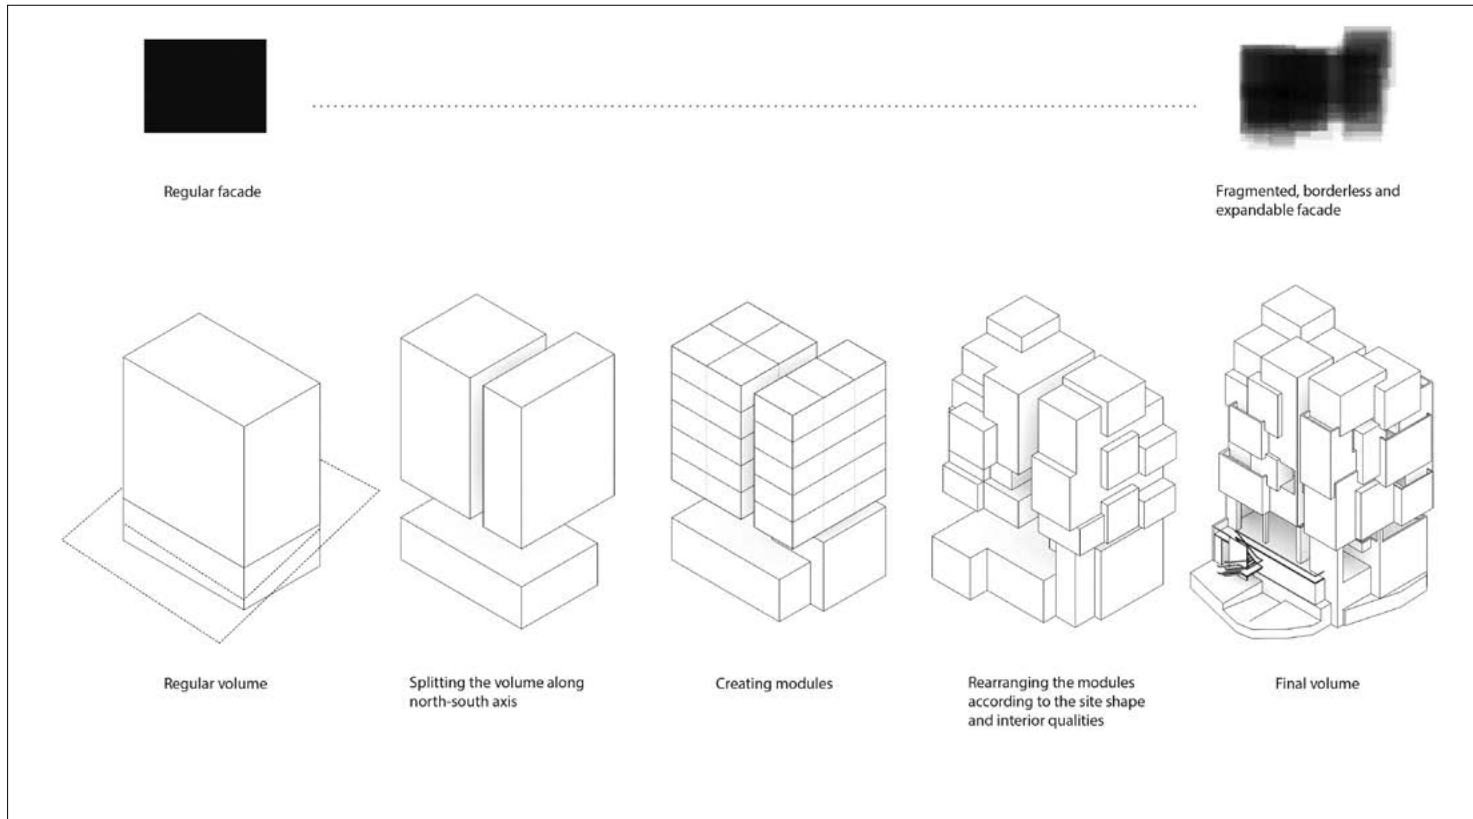 Regular facade
Fragmented, borderless and
expandable facade
Regular volume
Splitting the volume along
north-south axis
Creating modules
Rearranging the modules
according to the site shape
and interior qualities
Final volume